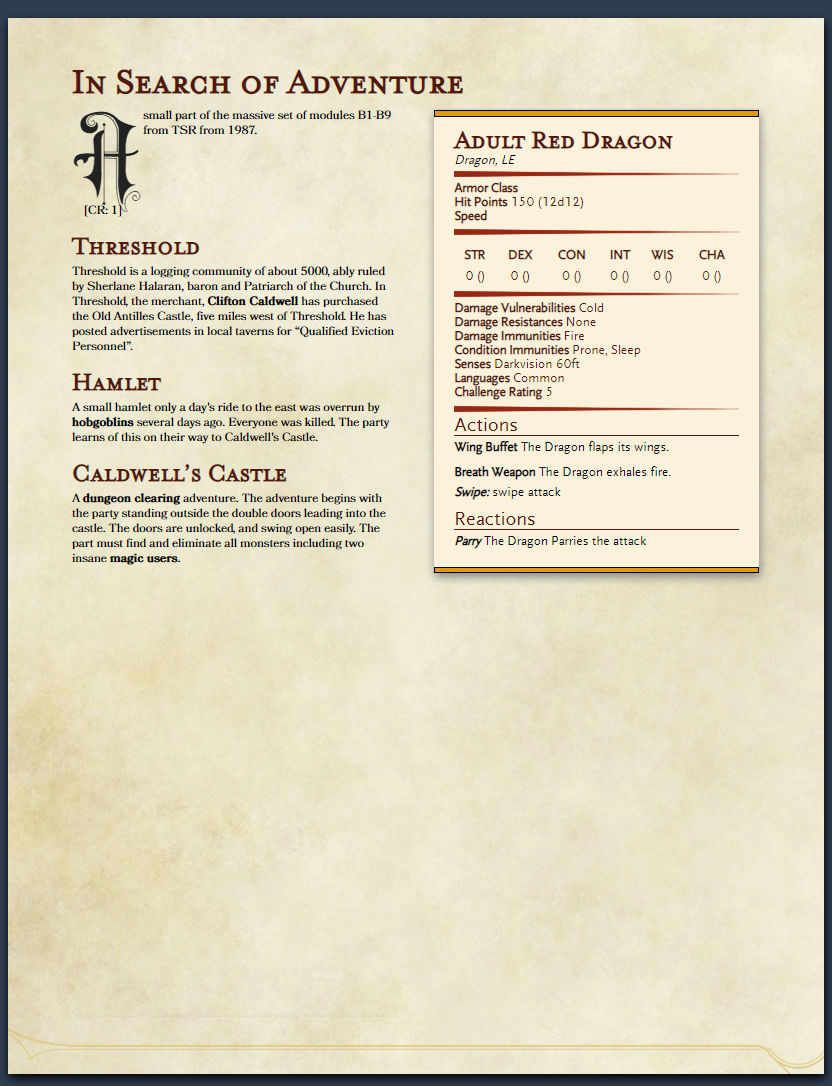 In Search of Adventure
A small part of the massive set of modules B1-B9
from TSR from 1987.
[CR: 1]
Threshold
Threshold is a logging community of about 5000, ably ruled
by Sherlane Halaran, baron and Patriarch of the Church. In
Threshold, the merchant, Clifton Caldwell has purchased
the Old Antilles Castle, five miles west of Threshold. He has
posted advertisements in local taverns for “Qualified Eviction
Personnel”.
Hamlet
A small hamlet only a day’s ride to the east was overrun by
hobgoblins several days ago. Everyone was killed. The party
learns of this on their way to Caldwell’s Castle.
Caldwell’s Castle
A dungeon clearing adventure. The adventure begins with
the party standing outside the double doors leading into the
castle. The doors are unlocked, and swing open easily. The
part must find and eliminate all monsters including two
insane magic users.
Adult Red Dragon
Dragon, LE
Armor Class
Hit Points 150 (12d12)
Speed
STR DEX CON INT WIS CHA
0 () 0 () 0 () 0 () 0 () 0 ()
Damage Vulnerabilities Cold
Damage Resistances None
Damage Immunities Fire
Condition Immunities Prone, Sleep
Senses Darkvision 60ft
Languages Common
Challenge Rating 5
Actions
Wing Buffet The Dragon flaps its wings.
Breath Weapon The Dragon exhales fire.
Swipe: swipe attack
Reactions
Parry The Dragon Parries the attack